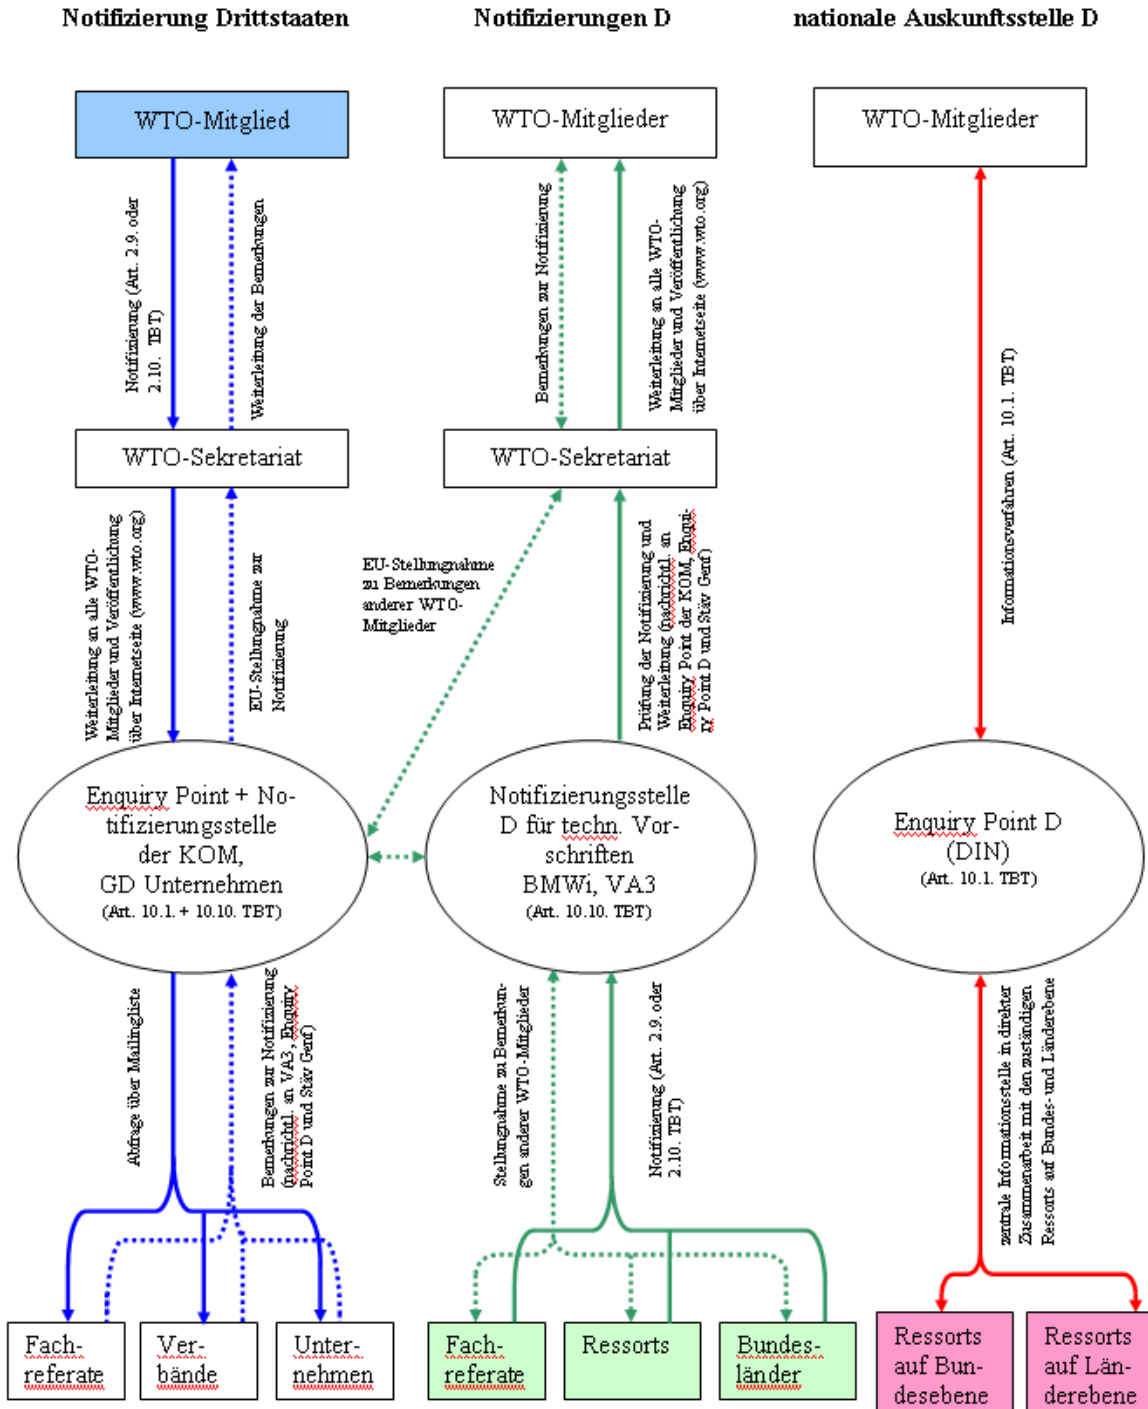 Notifizierung Drittstaaten
Notifizierungen D
nationale Auskunftsstelle D
WTO-Mitglied
WTO-Mitglieder
WTO-Mitglieder
Notifizierung (Art. 2.9. oder
2.10. TBT)
Weiterleitung der Bemerkungen
Bemerkungen zur Notifizierung
Weiterleitung an alle WTO-
Mitglieder und Veröffentlichung
über Internetseite (www.wto.org)
Informationsverfahren (Art. 10.1. TBT)
WTO-Sekretariat
WTO-Sekretariat
Weiterleitung an alle WTO-
Mitglieder und Veröffentlichung
über Internetseite (www.wto.org)
EU-Stellungnahme zur
Notifizierung
EU-Stellungnahme
zu Bemerkungen
anderer WTO-
Mitglieder
Prüfung der Notifizierung und
Weiterleitung (nachrichtl. an
Enquiry Point der KOM, Enqui-
ry Point D und Stäv Genf)
Enquiry Point + No-
tifizierungsstelle
der KOM,
GD Unternehmen
(Art. 10.1. + 10.10. TBT)
Notifizierungsstelle
D für techn. Vor-
schriften
BMWi, VA3
(Art. 10.10. TBT)
Enquiry Point D
(DIN)
(Art. 10.1. TBT)
Abfrage über Mailingliste
Bemerkungen zur Notifizierung
(nachrichtl. an VA3, Enquiry
Point D und Stäv Genf)
Stellungnahme zu Bemerkun-
gen anderer WTO-Mitglieder
Notifizierung (Art. 2.9. oder
2.10. TBT)
zentrale Informationsstelle in direkter
Zusammenarbeit mit den zuständigen
Ressorts auf Bundes- und Länderebene
Fach-
referate
Ver-
bände
Unter-
nehmen
Fach-
referate
Ressorts
Bundes-
länder
Ressorts
auf Bun-
desebene
Ressorts
auf Län-
derebene